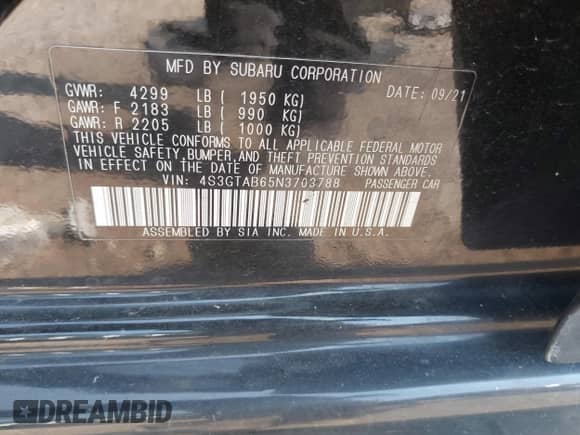 MFD BY SUBARU CORPORATION
GVWR: 4299 LB ( 1950 KG) DATE: 09/21
GAWR: F 2183 LB ( 990 KG)
GAWR: R 2205 LB ( 1000 KG)
THIS VEHICLE CONFORMS TO ALL APPLICABLE FEDERAL MOTOR
VEHICLE SAFETY, BUMPER, AND THEFT PREVENTION STANDARDS
IN EFFECT ON THE DATE OF MANUFACTURE SHOWN ABOVE.
VIN: 4S3GTAB65N3703788 PASSENGER CAR
ASSEMBLED BY SIA INC. MADE IN U.S.A.
DREAMBID